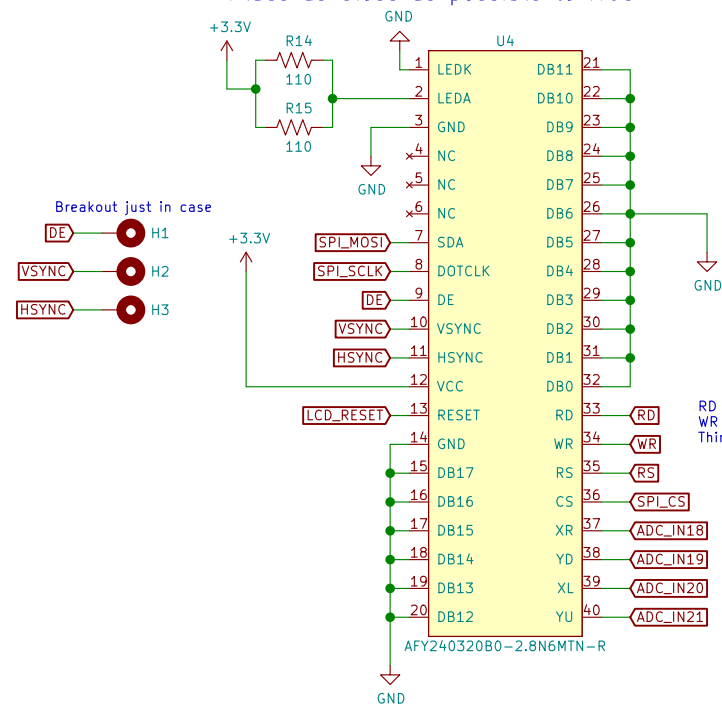 GND
+3.3V
R14
110
R15
110
U4
1 LEDK DB11 21
2 LEDA DB10 22
3 GND DB9 23
GND
4 NC DB8 24
5 NC DB7 25
6 NC DB6 26
SPI_MOSI 7 SDA DB5 27
SPI_SCLK 8 DOTCLK DB4 28
DE 9 DE DB3 29
VSYNC 10 VSYNC DB2 30
HSYNC 11 HSYNC DB1 31
12 VCC DB0 32
LCD_RESET 13 RESET RD 33 RD
14 GND WR 34 WR
15 DB17 RS 35 RS
16 DB16 CS 36 SPI_CS
17 DB15 XR 37 ADC_IN18
18 DB14 YD 38 ADC_IN19
19 DB13 XL 39 ADC_IN20
20 DB12 YU 40 ADC_IN21
AFY240320B0-2.8N6MTN-R
GND
GND
+3.3V
Breakout just in case
DE H1
VSYNC H2
HSYNC H3
RD
WR